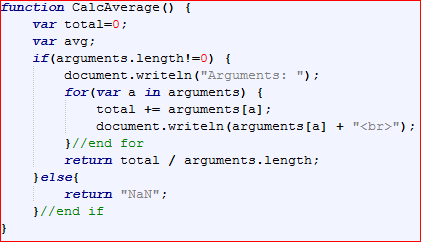 function CalcAverage() {
    var total=0;
    var avg;
    if(arguments.length!=0) {
        document.writeln("Arguments: ");
        for(var a in arguments) {
            total += arguments[a];
            document.writeln(arguments[a] + "<br>");
        }//end for
        return total / arguments.length;
    }else{
        return "NaN";
    }//end if
}